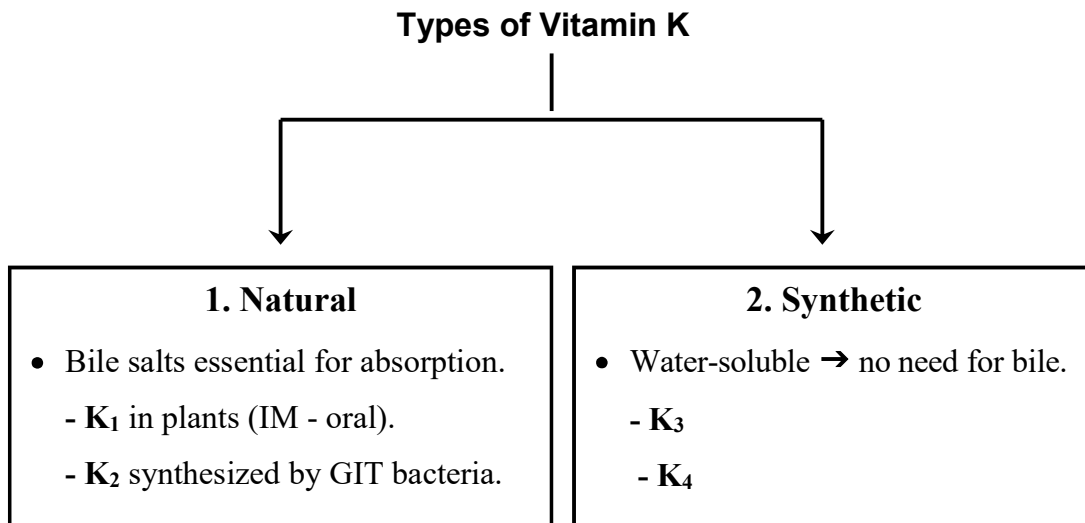 Types of Vitamin K
1. Natural
• Bile salts essential for absorption.
- K₁ in plants (IM - oral).
- K₂ synthesized by GIT bacteria.
2. Synthetic
• Water-soluble ➔ no need for bile.
- K₃
- K₄